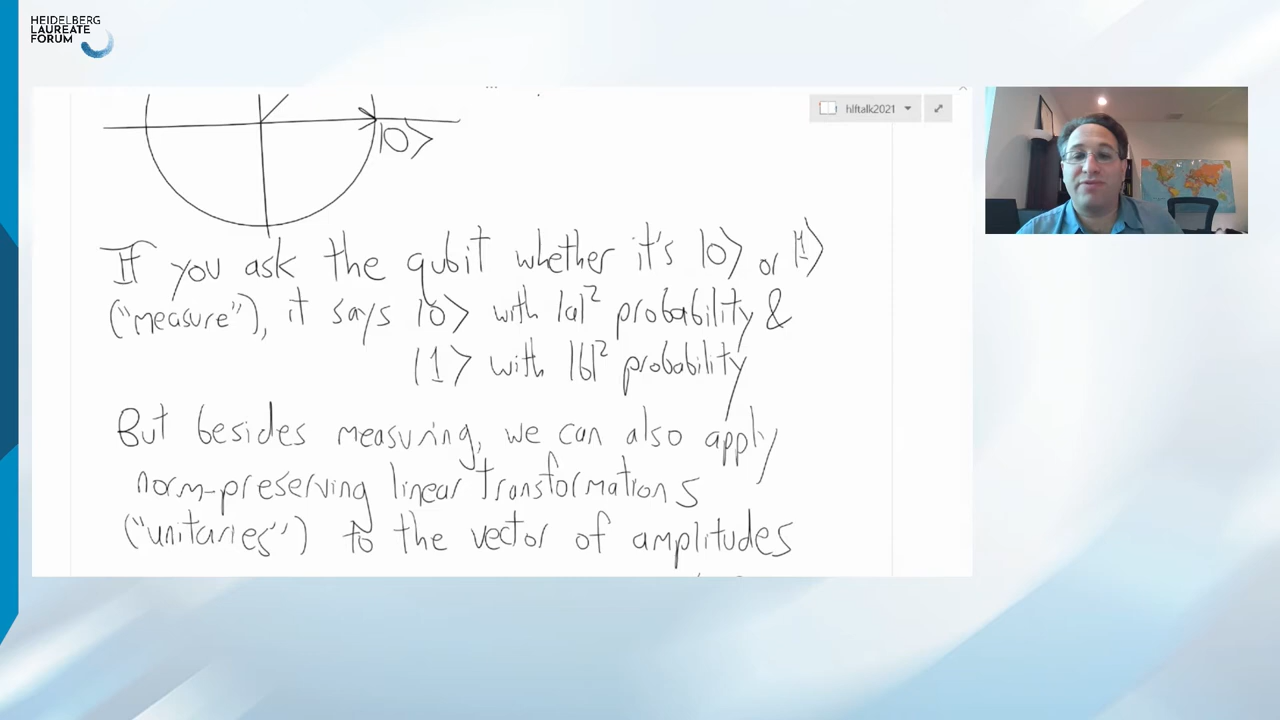 HEIDELBERG
LAUREATE
FORUM
hlftalk2021
|0⟩
If you ask the qubit whether it's |0⟩ or |1⟩
("measure"), it says |0⟩ with |a|² probability &
|1⟩ with |b|² probability
But besides measuring, we can also apply
norm-preserving linear transformations
("unitaries") to the vector of amplitudes